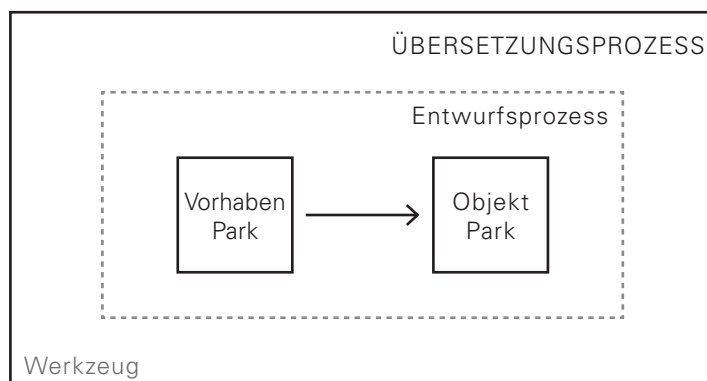 ÜBERSETZUNGSPROZESS
Entwurfsprozess
Vorhaben
Park
Objekt
Park
Werkzeug